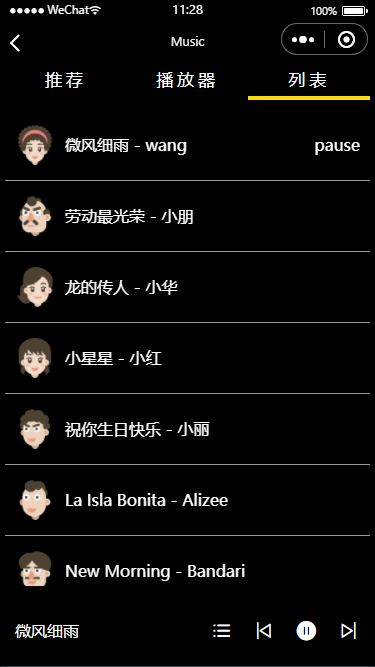 WeChat 11:28 100%
Music
推荐 播放器 列表
微风细雨 - wang pause
劳动最光荣 - 小朋
龙的传人 - 小华
小星星 - 小红
祝你生日快乐 - 小丽
La Isla Bonita - Alizee
New Morning - Bandari
微风细雨